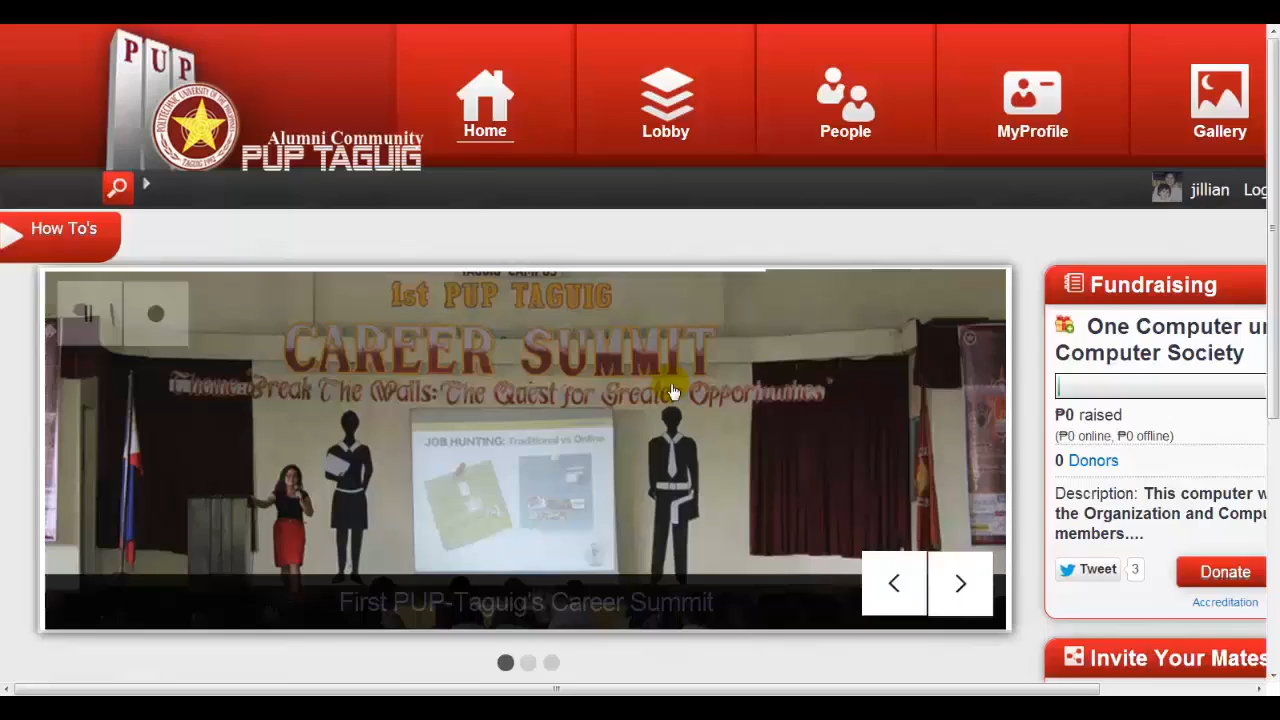 PUP
Alumni Community
PUP TAGUIG
Home
Lobby
People
MyProfile
Gallery
jillian Log
How To's
1st PUP TAGUIG
CAREER SUMMIT
Theme: "Break The Walls: The Quest for Greater Opportunities"
JOB HUNTING: Traditional vs Online
First PUP-Taguig's Career Summit
Fundraising
One Computer un
Computer Society
₱0 raised
(₱0 online, ₱0 offline)
0 Donors
Description: This computer w
the Organization and Compu
members....
Tweet 3
Donate
Accreditation
Invite Your Mates